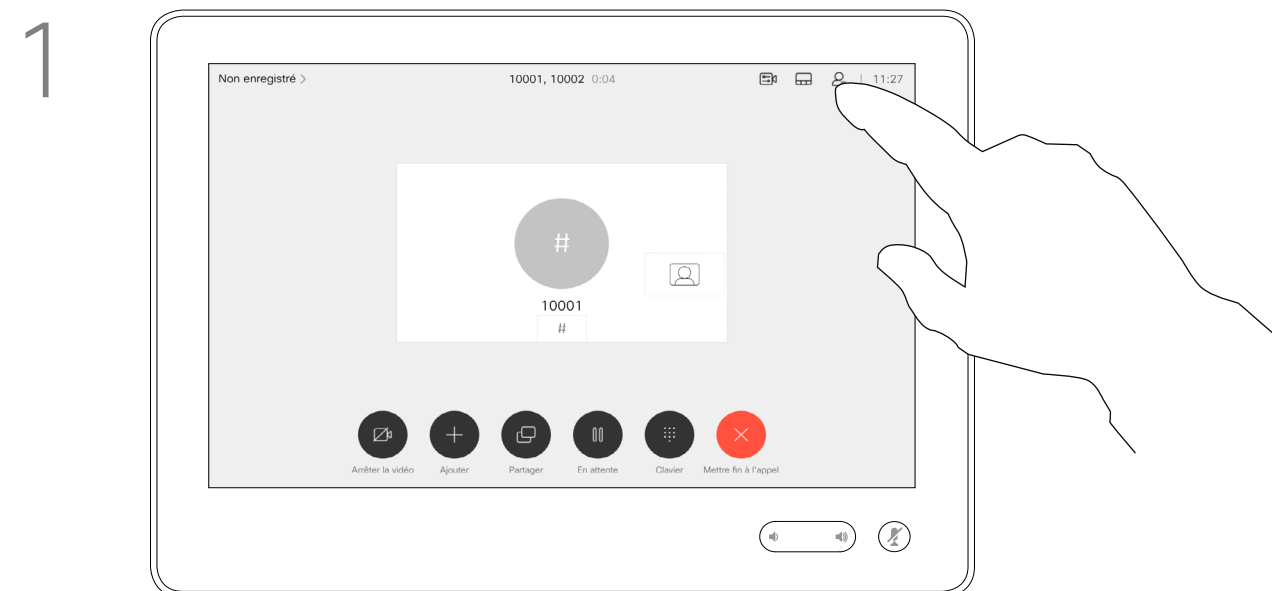 1
Non enregistré >
10001, 10002 0:04
11:27
#
10001
#
Arrêter la vidéo
Ajouter
Partager
En attente
Clavier
Mettre fin à l'appel